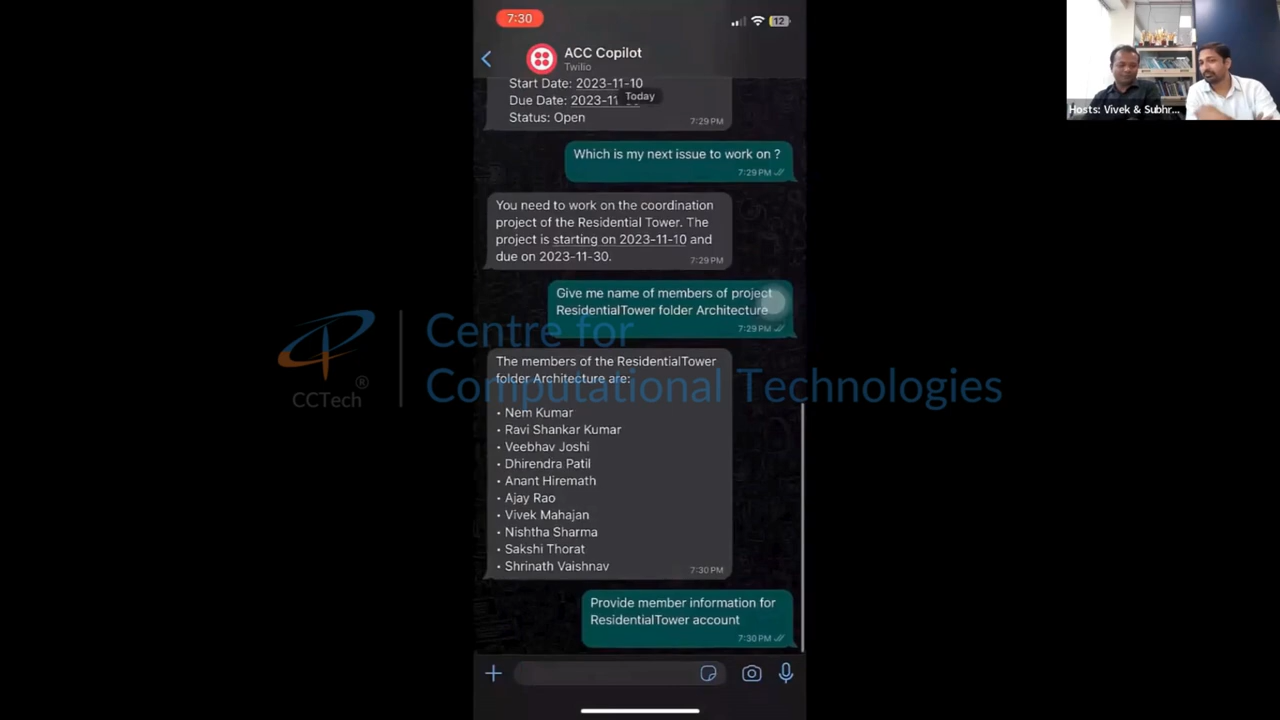 7:30
12
ACC Copilot
Twilio
Start Date: 2023-11-10
Today
Due Date: 2023-11-
Status: Open
7:29 PM
Which is my next issue to work on ?
7:29 PM
You need to work on the coordination
project of the Residential Tower. The
project is starting on 2023-11-10 and
due on 2023-11-30.
7:29 PM
Give me name of members of project
ResidentialTower folder Architecture
7:29 PM
The members of the ResidentialTower
folder Architecture are:
• Nem Kumar
• Ravi Shankar Kumar
• Veebhav Joshi
• Dhirendra Patil
• Anant Hiremath
• Ajay Rao
• Vivek Mahajan
• Nishtha Sharma
• Sakshi Thorat
• Shrinath Vaishnav
7:30 PM
Provide member information for
ResidentialTower account
7:30 PM
CCTech ®
Centre for
Computational Technologies
Hosts: Vivek & Subhr...